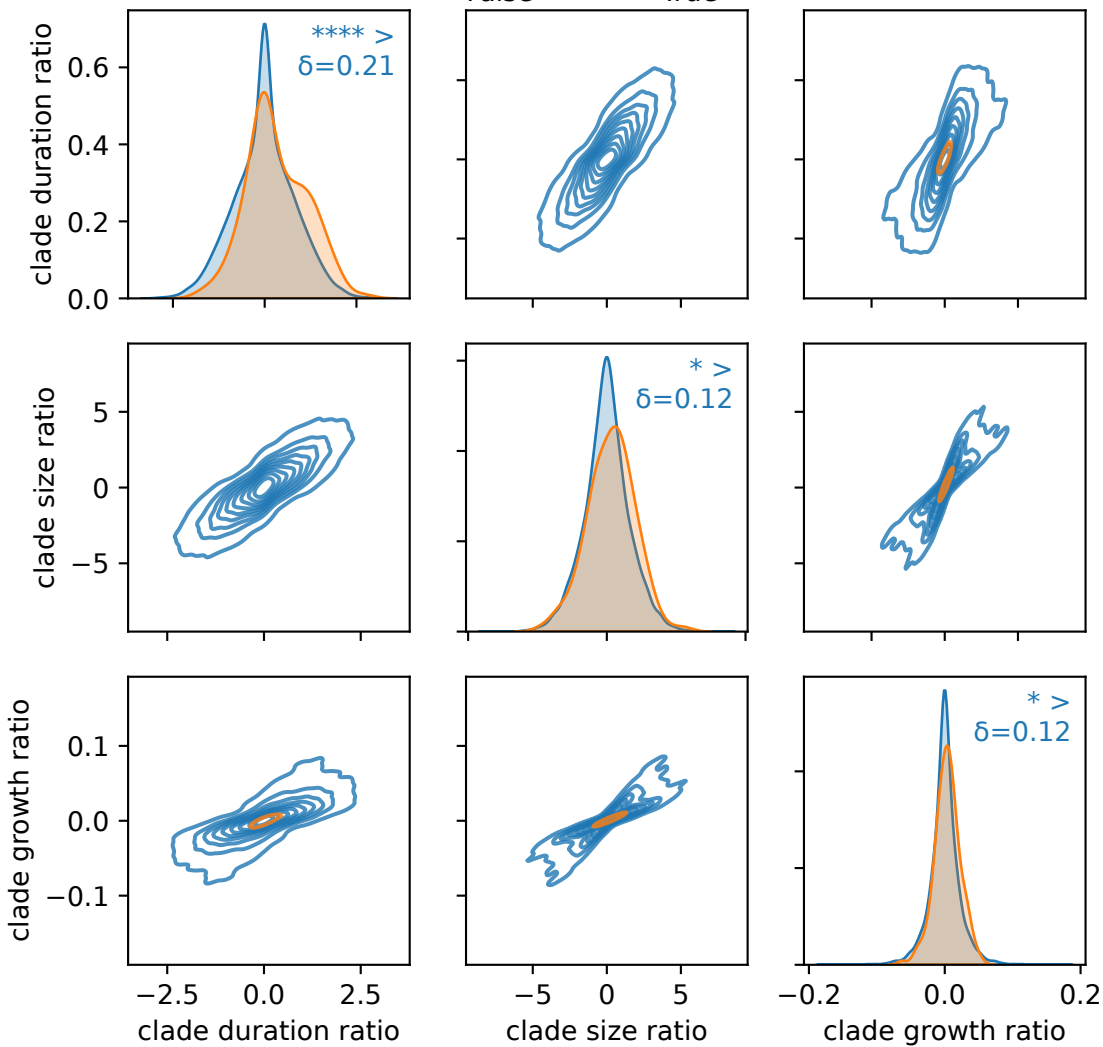 **** >
δ=0.21
clade duration ratio
0.6
0.4
0.2
0.0
* >
δ=0.12
clade size ratio
5
0
−5
* >
δ=0.12
clade growth ratio
0.1
0.0
−0.1
−2.5 0.0 2.5
−5 0 5
−0.2 0.0 0.2
clade duration ratio
clade size ratio
clade growth ratio